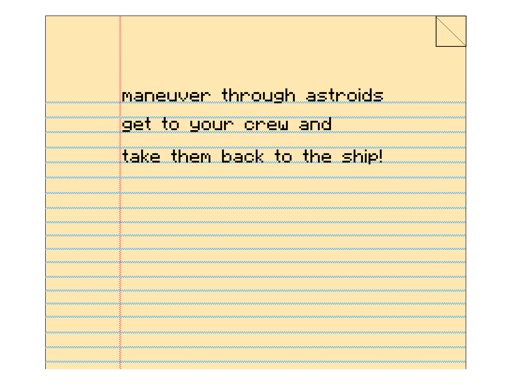 maneuver through astroids
get to your crew and
take them back to the ship!